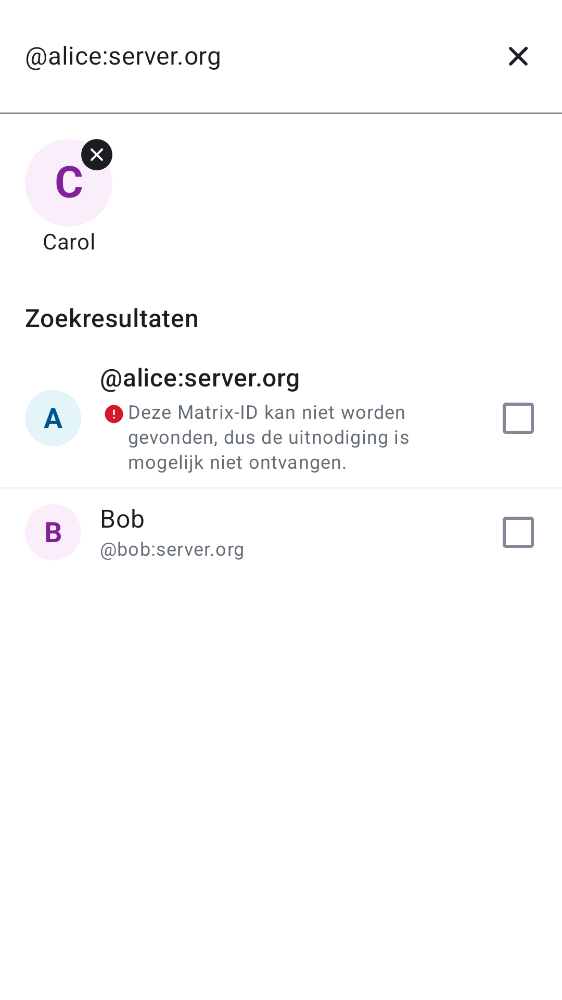 @alice:server.org
C
Carol
Zoekresultaten
@alice:server.org
A
Deze Matrix-ID kan niet worden
gevonden, dus de uitnodiging is
mogelijk niet ontvangen.
Bob
B
@bob:server.org